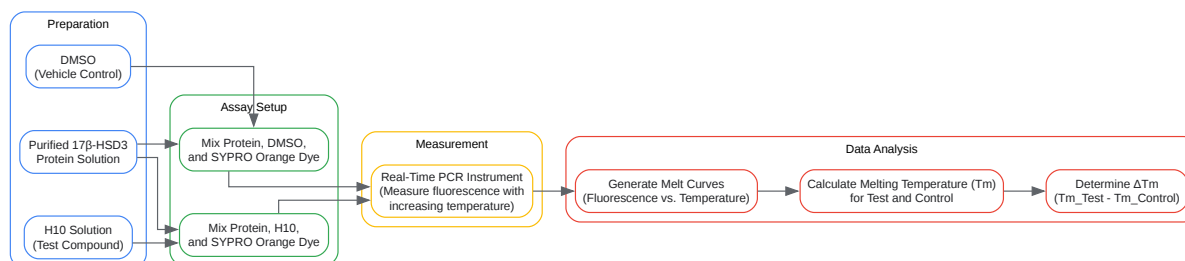 Preparation
DMSO
(Vehicle Control)
Purified 17β-HSD3
Protein Solution
H10 Solution
(Test Compound)
Assay Setup
Mix Protein, DMSO,
and SYPRO Orange Dye
Mix Protein, H10,
and SYPRO Orange Dye
Measurement
Real-Time PCR Instrument
(Measure fluorescence with
increasing temperature)
Data Analysis
Generate Melt Curves
(Fluorescence vs. Temperature)
Calculate Melting Temperature (Tm)
for Test and Control
Determine ΔTm
(Tm_Test - Tm_Control)